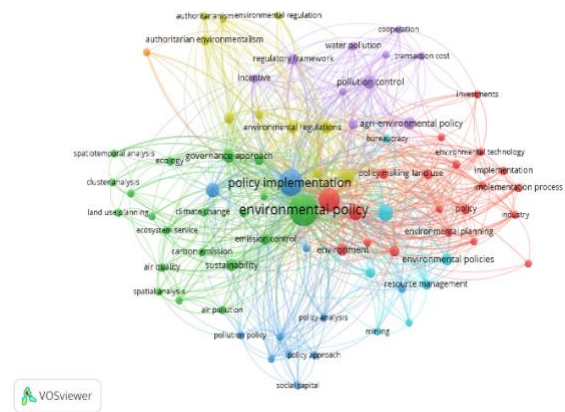 authoritarianism environmental regulation
cooperation
authoritarian environmentalism
water pollution
regulatory framework
transaction cost
incentive
pollution control
investments
agri-environmental policy
environmental regulations
bureaucracy
spatiotemporal analysis
governance approach
environmental technology
ecology
policy making land use
implementation
cluster analysis
policy implementation
implementation process
land use planning
climate change
environmental policy
policy
industry
ecosystem service
emission control
environmental planning
carbon emission
environment
air quality
sustainability
environmental policies
spatial analysis
resource management
air pollution
policy analysis
pollution policy
mining
policy approach
social capital
VOSviewer